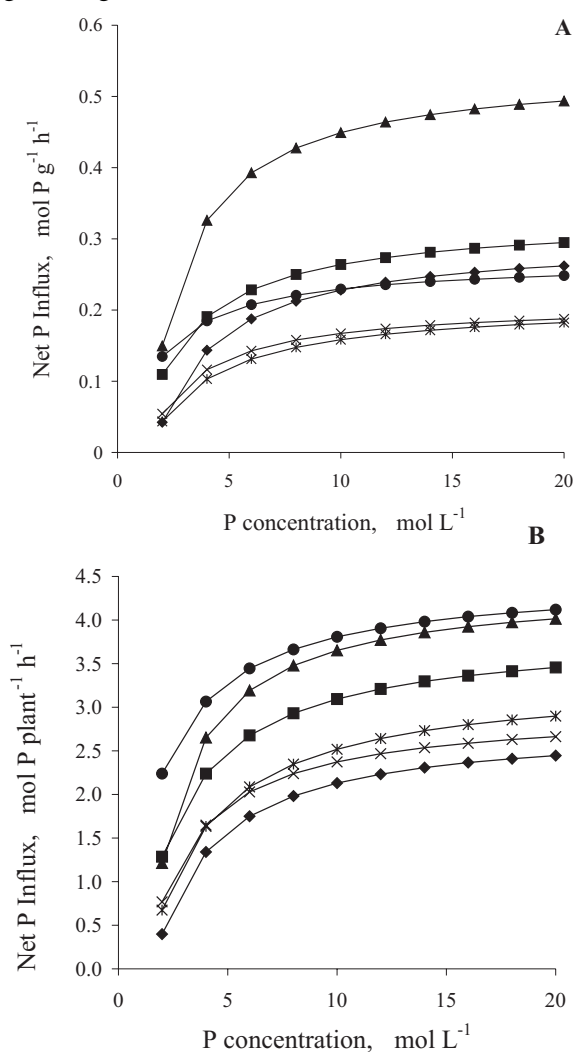 A
0.6
0.5
0.4
0.3
0.2
0.1
0
0 5 10 15 20
Net P Influx, mol P g⁻¹ h⁻¹
P concentration, mol L⁻¹
B
4.5
4.0
3.5
3.0
2.5
2.0
1.5
1.0
0.5
0.0
0 5 10 15 20
Net P Influx, mol P plant⁻¹ h⁻¹
P concentration, mol L⁻¹